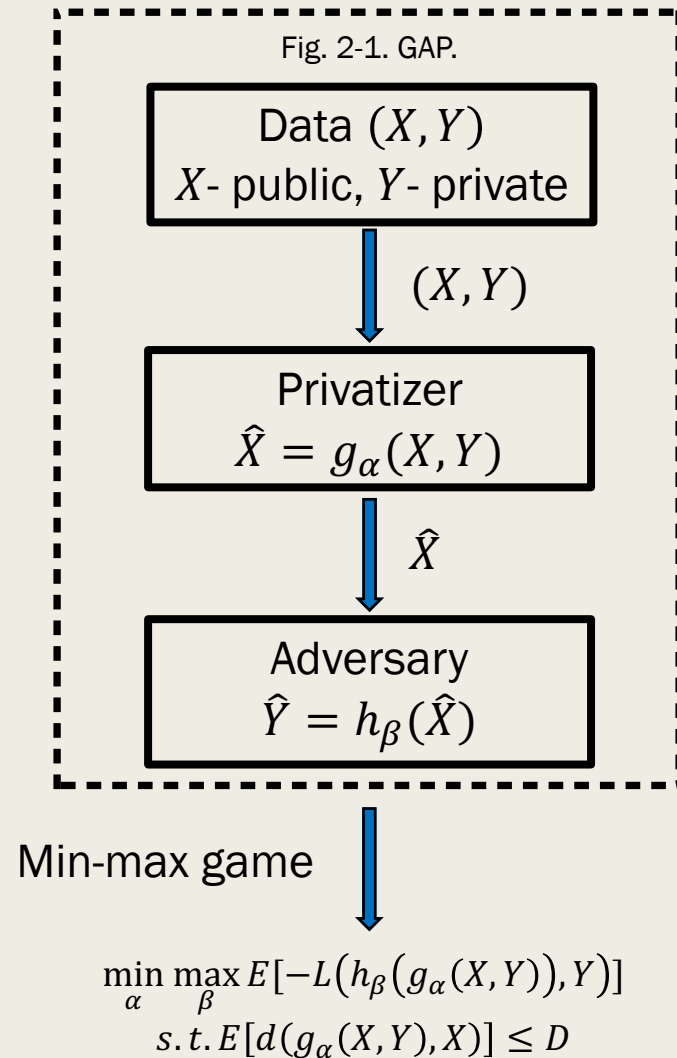 Fig. 2-1. GAP.
Data (𝑋, 𝑌)
𝑋- public, 𝑌- private
(𝑋, 𝑌)
Privatizer
𝑋̂ = 𝑔_𝛼(𝑋, 𝑌)
𝑋̂
Adversary
𝑌̂ = ℎ_𝛽(𝑋̂)
Min-max game
min_𝛼 max_𝛽 𝐸[−𝐿(ℎ_𝛽(𝑔_𝛼(𝑋, 𝑌)), 𝑌)]
𝑠. 𝑡. 𝐸[𝑑(𝑔_𝛼(𝑋, 𝑌), 𝑋)] ≤ 𝐷